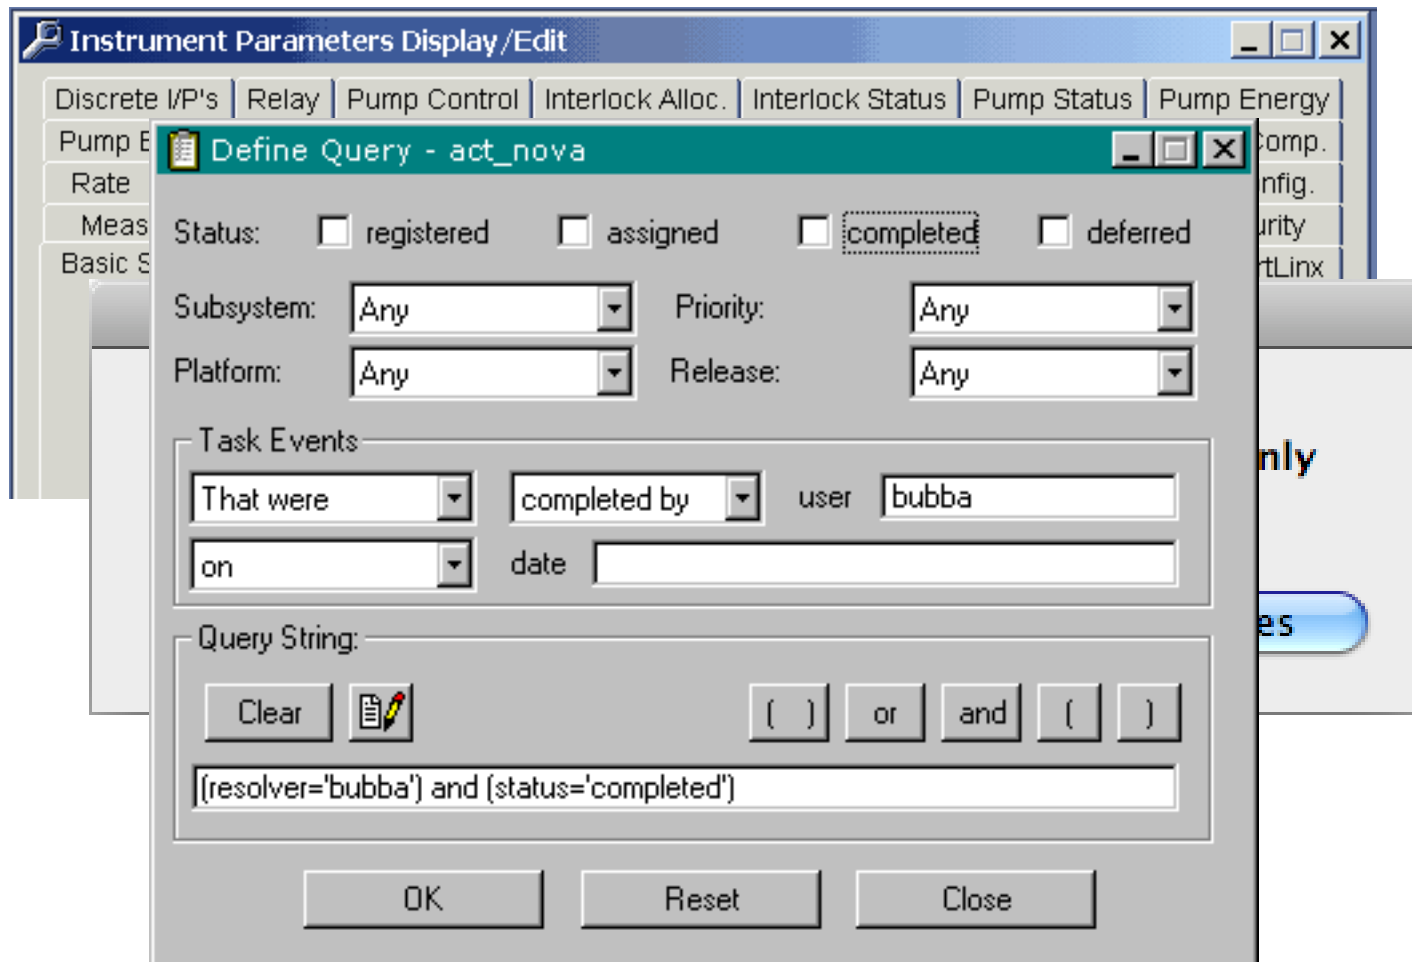 Instrument Parameters Display/Edit
Discrete I/P's Relay Pump Control Interlock Alloc. Interlock Status Pump Status Pump Energy
Pump
Define Query - act_nova
Rate
Basic
Status: registered assigned completed deferred
Subsystem: Any Priority: Any
Platform: Any Release: Any
Task Events
That were completed by user bubba
on date
Query String:
Clear ( ) or and ( )
(resolver='bubba') and (status='completed')
OK Reset Close